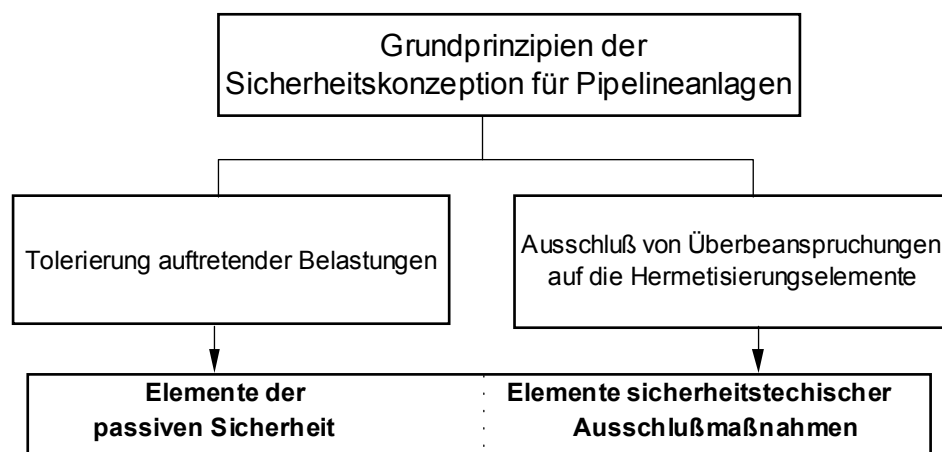 Grundprinzipien der
Sicherheitskonzeption für Pipelineanlagen
Tolerierung auftretender Belastungen
Ausschluß von Überbeanspruchungen
auf die Hermetisierungselemente
Elemente der
passiven Sicherheit
Elemente sicherheitstechischer
Ausschlußmaßnahmen